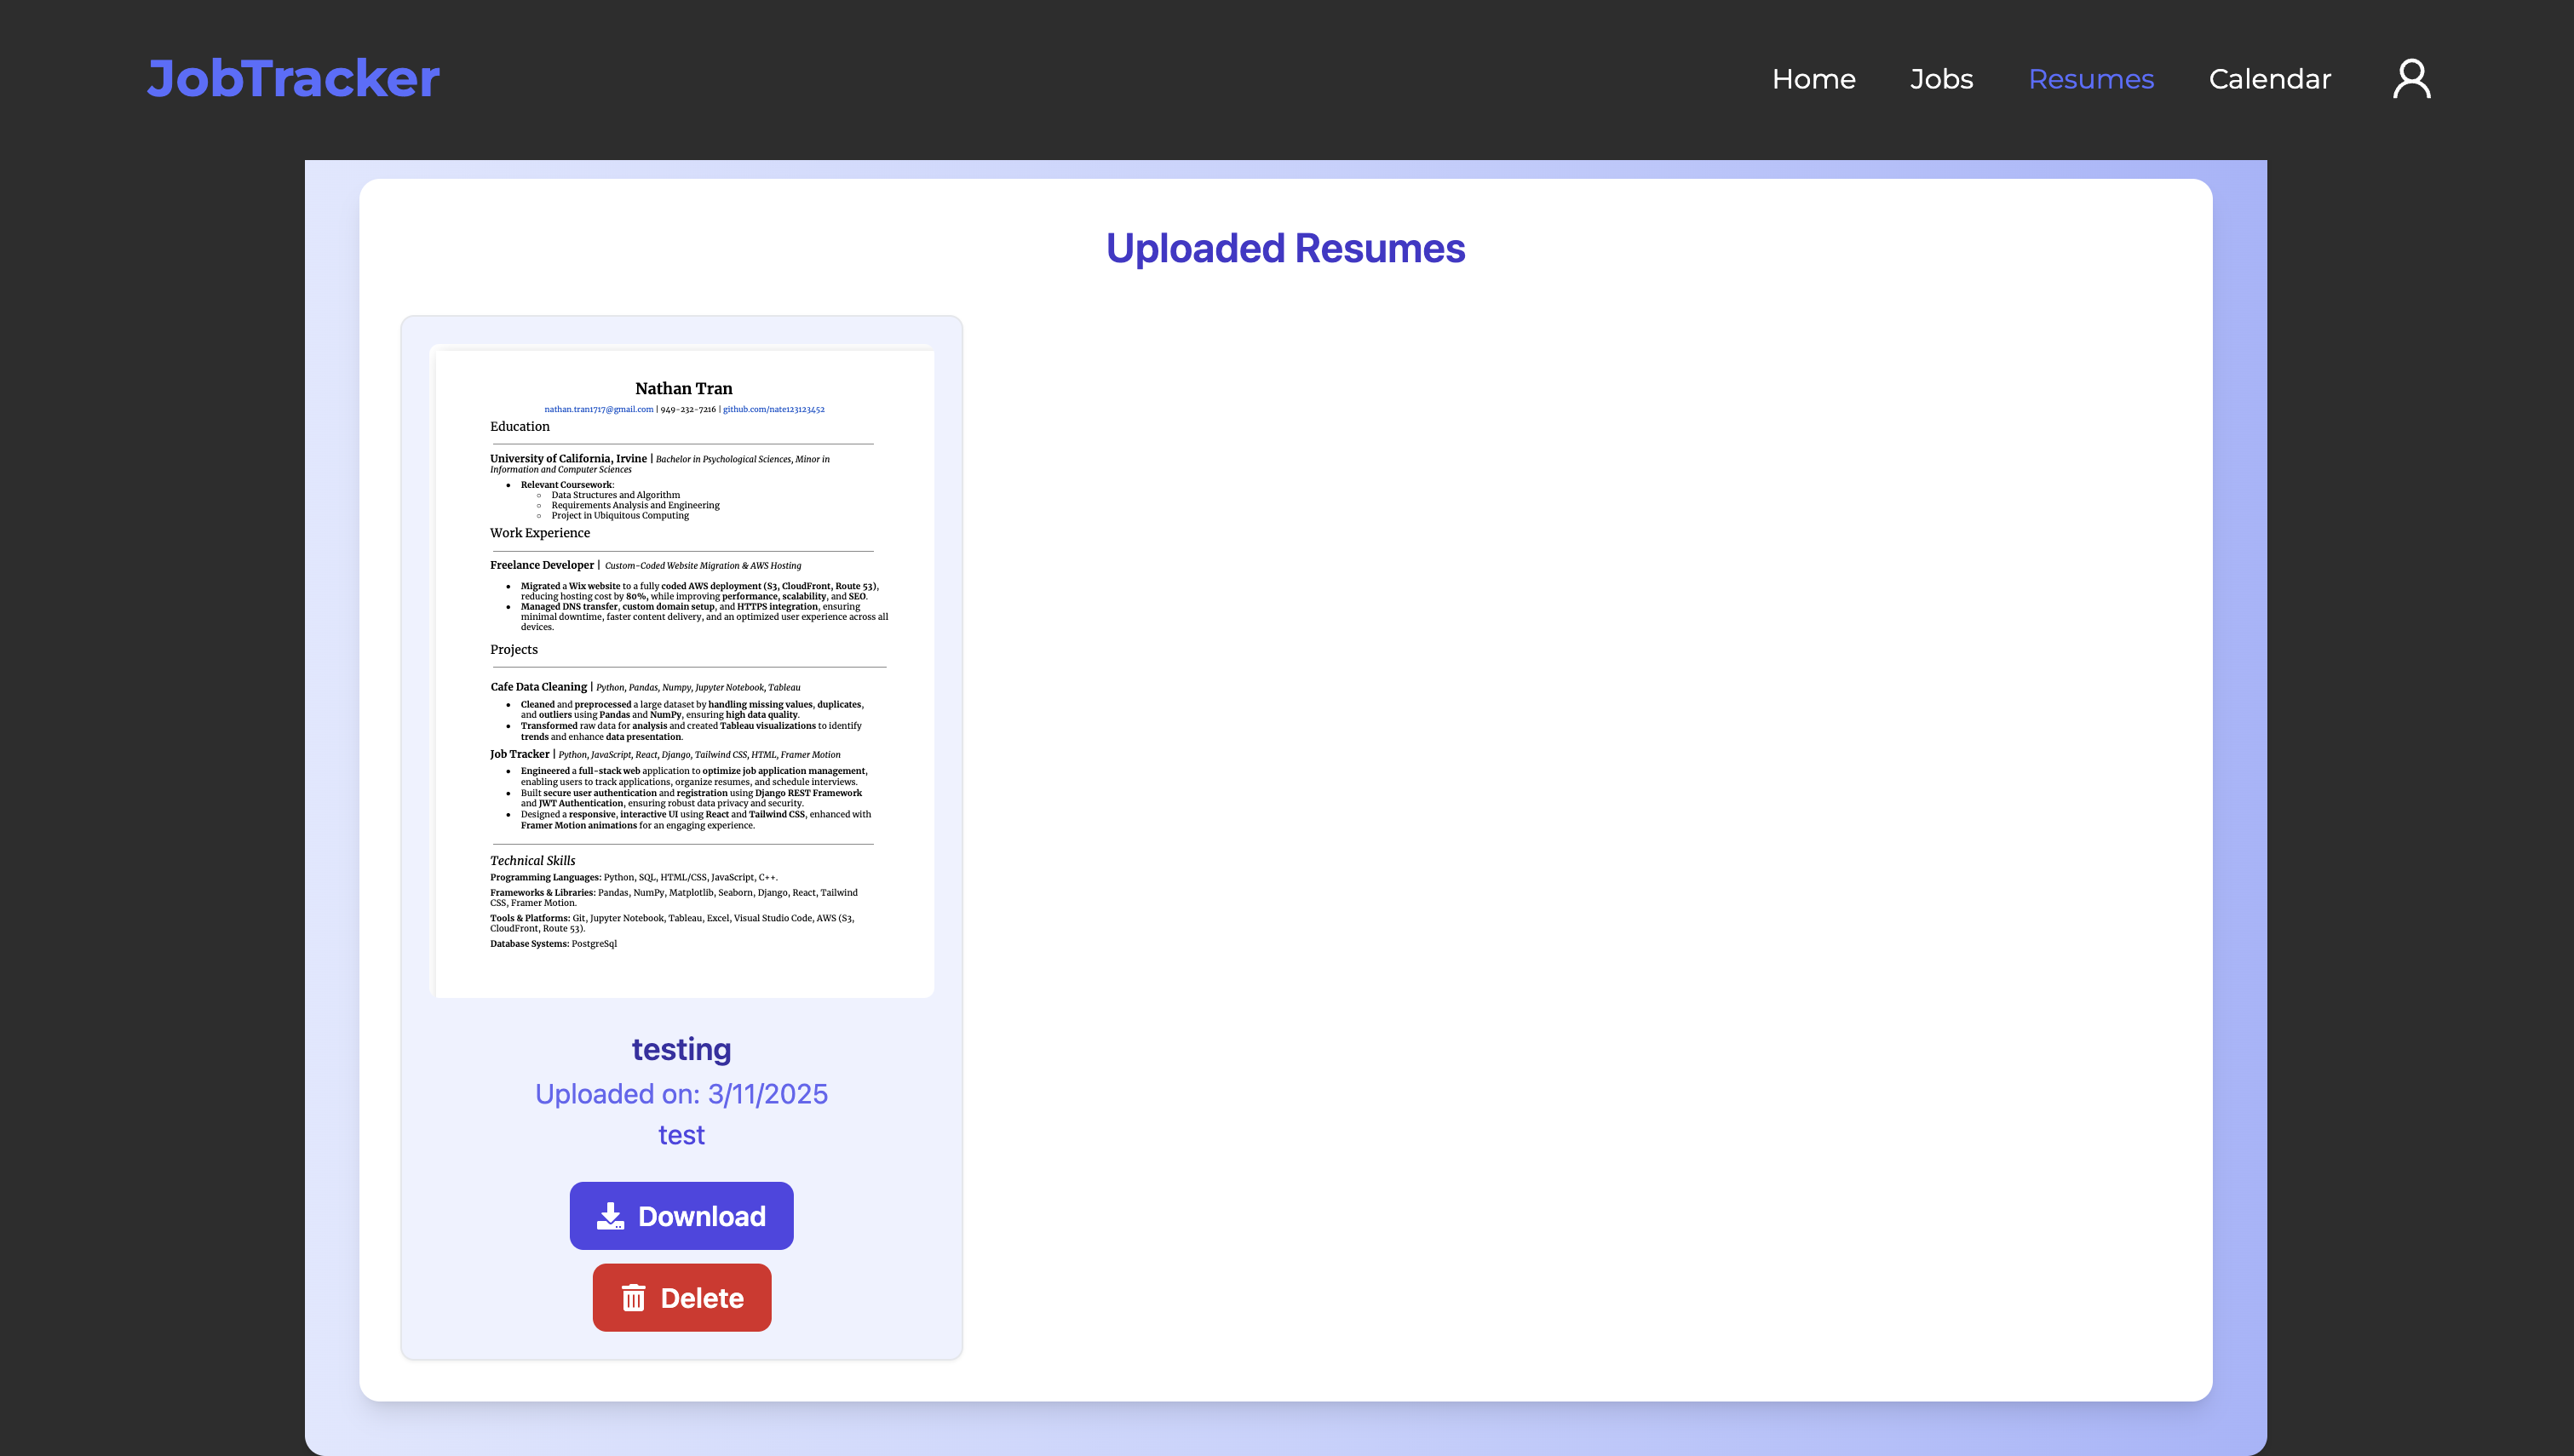 JobTracker
Home
Jobs
Resumes
Calendar
Uploaded Resumes
Nathan Tran
nathan.tran1717@gmail.com | 949-232-7216 | github.com/nate123123452
Education
University of California, Irvine | Bachelor in Psychological Sciences, Minor in
Information and Computer Sciences
• Relevant Coursework:
○ Data Structures and Algorithm
○ Requirements Analysis and Engineering
○ Project in Ubiquitous Computing
Work Experience
Freelance Developer | Custom-Coded Website Migration & AWS Hosting
• Migrated a Wix website to a fully coded AWS deployment (S3, CloudFront, Route 53),
reducing hosting cost by 80%, while improving performance, scalability, and SEO.
• Managed DNS transfer, custom domain setup, and HTTPS integration, ensuring
minimal downtime, faster content delivery, and an optimized user experience across all
devices.
Projects
Cafe Data Cleaning | Python, Pandas, Numpy, Jupyter Notebook, Tableau
• Cleaned and preprocessed a large dataset by handling missing values, duplicates,
and outliers using Pandas and NumPy, ensuring high data quality.
• Transformed raw data for analysis and created Tableau visualizations to identify
trends and enhance data presentation.
Job Tracker | Python, JavaScript, React, Django, Tailwind CSS, HTML, Framer Motion
• Engineered a full-stack web application to optimize job application management,
enabling users to track applications, organize resumes, and schedule interviews.
• Built secure user authentication and registration using Django REST Framework
and JWT Authentication, ensuring robust data privacy and security.
• Designed a responsive, interactive UI using React and Tailwind CSS, enhanced with
Framer Motion animations for an engaging experience.
Technical Skills
Programming Languages: Python, SQL, HTML/CSS, JavaScript, C++.
Frameworks & Libraries: Pandas, NumPy, Matplotlib, Seaborn, Django, React, Tailwind
CSS, Framer Motion.
Tools & Platforms: Git, Jupyter Notebook, Tableau, Excel, Visual Studio Code, AWS (S3,
CloudFront, Route 53).
Database Systems: PostgreSql
testing
Uploaded on: 3/11/2025
test
Download
Delete